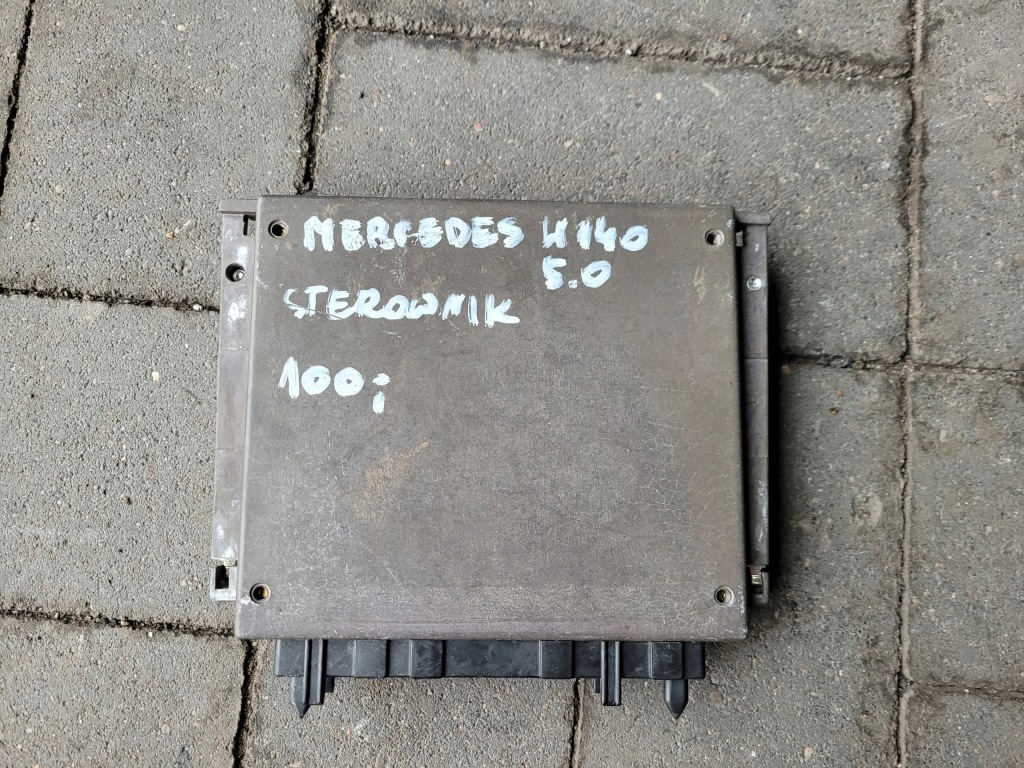 MERCEDES W140
5.0
STEROWNIK
100;